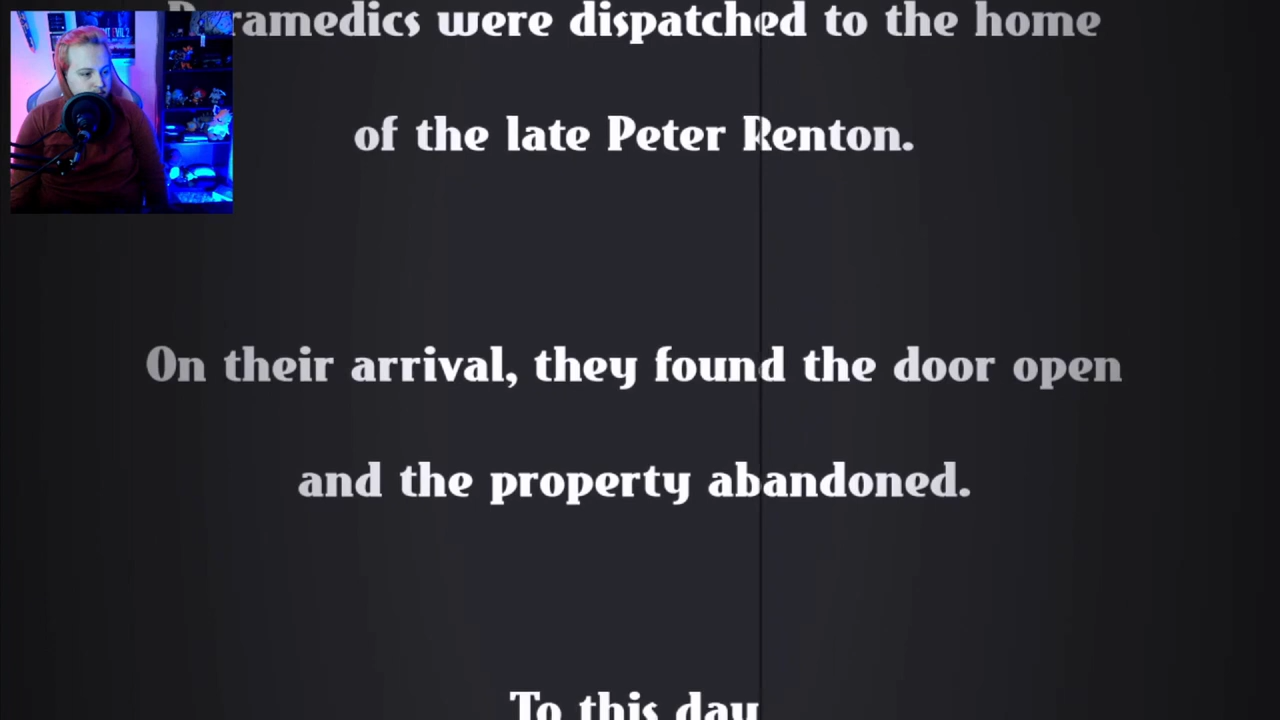 Paramedics were dispatched to the home
of the late Peter Renton.
On their arrival, they found the door open
and the property abandoned.
To this day